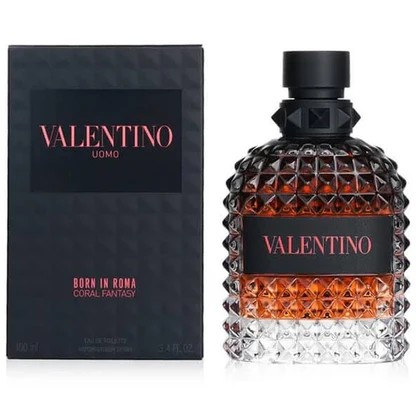 VALENTINO
UOMO
BORN IN ROMA
CORAL FANTASY
EAU DE TOILETTE
100 ml
3.4 FL. OZ.
VALENTINO